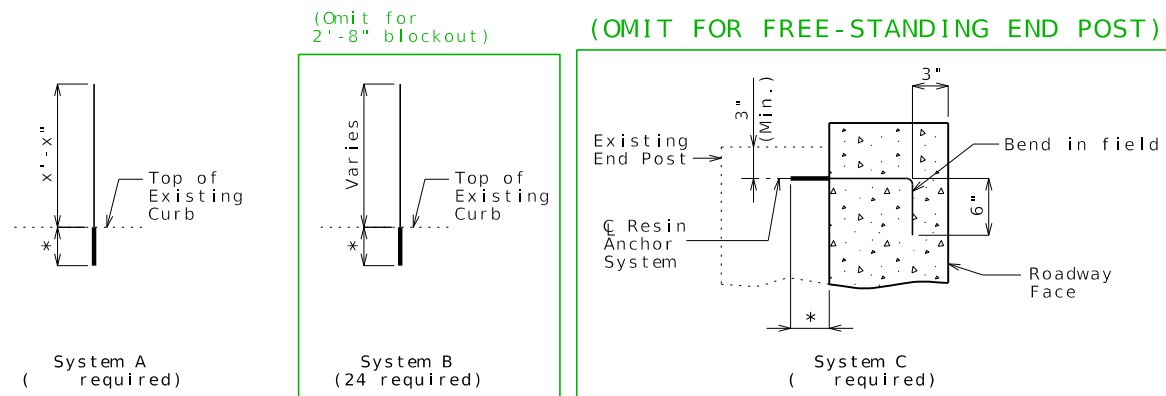 (Omit for
2'-8" blockout)
(OMIT FOR FREE-STANDING END POST)
x'-x"
*
Top of
Existing
Curb
System A
(    required)
Varies
*
Top of
Existing
Curb
System B
(24 required)
3"
3"
(Min.)
Existing
End Post
Bend in field
6"
℄ Resin
Anchor
System
Roadway
Face
*
System C
(    required)